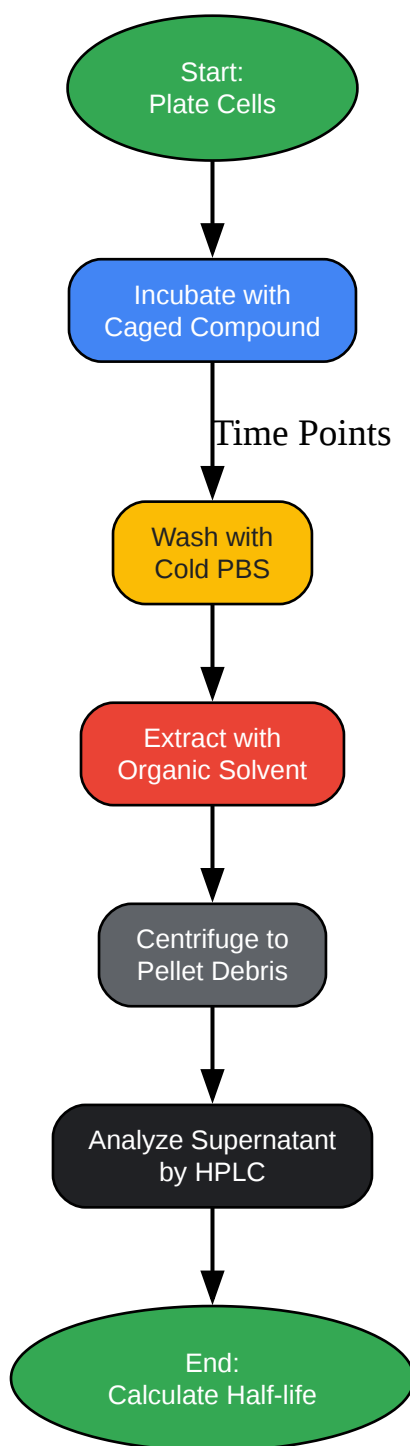 Start:
Plate Cells
Incubate with
Caged Compound
Time Points
Wash with
Cold PBS
Extract with
Organic Solvent
Centrifuge to
Pellet Debris
Analyze Supernatant
by HPLC
End:
Calculate Half-life